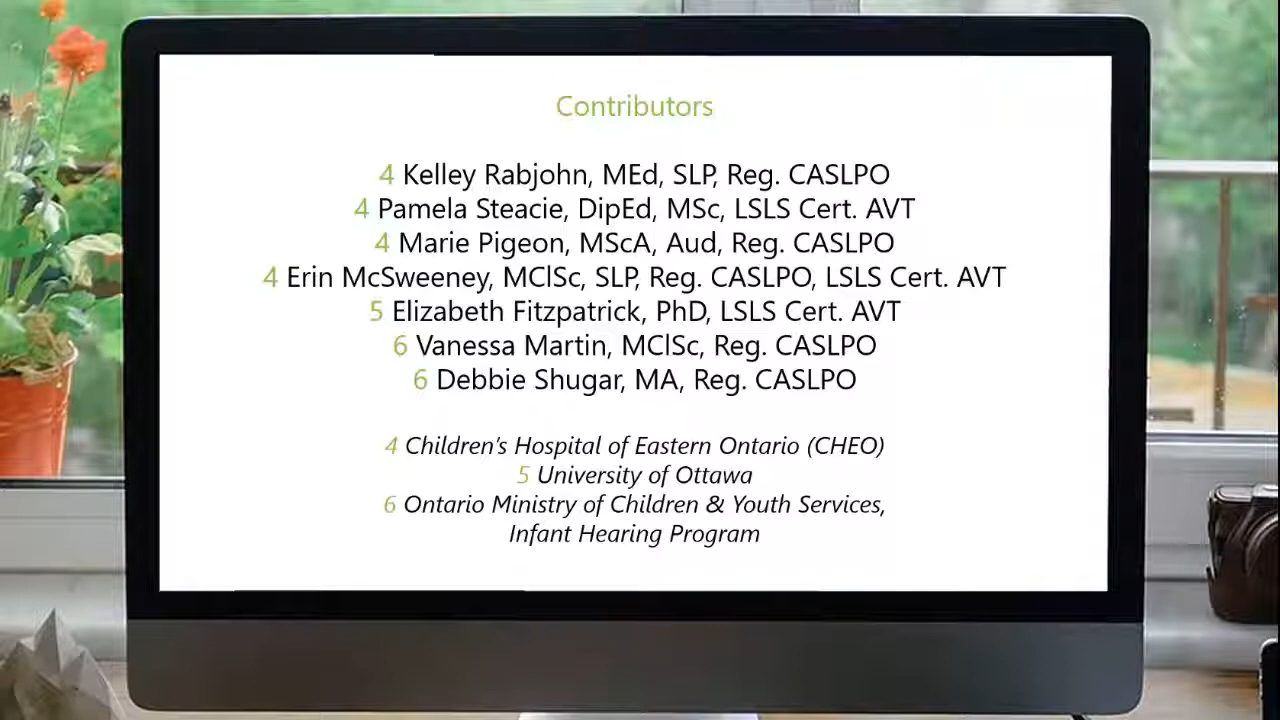 Contributors
4 Kelley Rabjohn, MEd, SLP, Reg. CASLPO
4 Pamela Steacie, DipEd, MSc, LSLS Cert. AVT
4 Marie Pigeon, MScA, Aud, Reg. CASLPO
4 Erin McSweeney, MClSc, SLP, Reg. CASLPO, LSLS Cert. AVT
5 Elizabeth Fitzpatrick, PhD, LSLS Cert. AVT
6 Vanessa Martin, MClSc, Reg. CASLPO
6 Debbie Shugar, MA, Reg. CASLPO
4 Children's Hospital of Eastern Ontario (CHEO)
5 University of Ottawa
6 Ontario Ministry of Children & Youth Services,
Infant Hearing Program